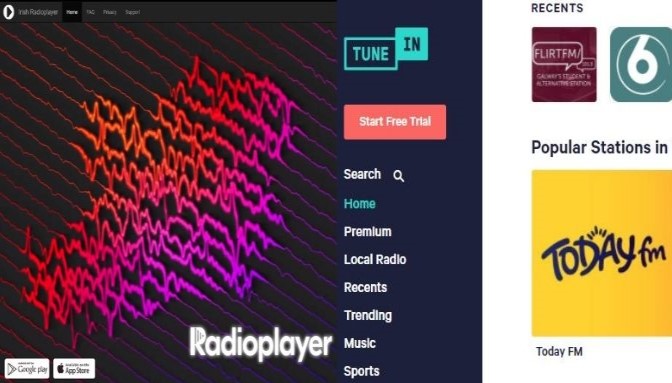 Irish Radioplayer Home FAQ Privacy Support
Radioplayer
Google play
App Store
TUNE IN
Start Free Trial
Search
Home
Premium
Local Radio
Recents
Trending
Music
Sports
RECENTS
FLIRTFM/
GALWAY'S STUDENT &
ALTERNATIVE STATION
6
Popular Stations in
TODAY fm
Today FM